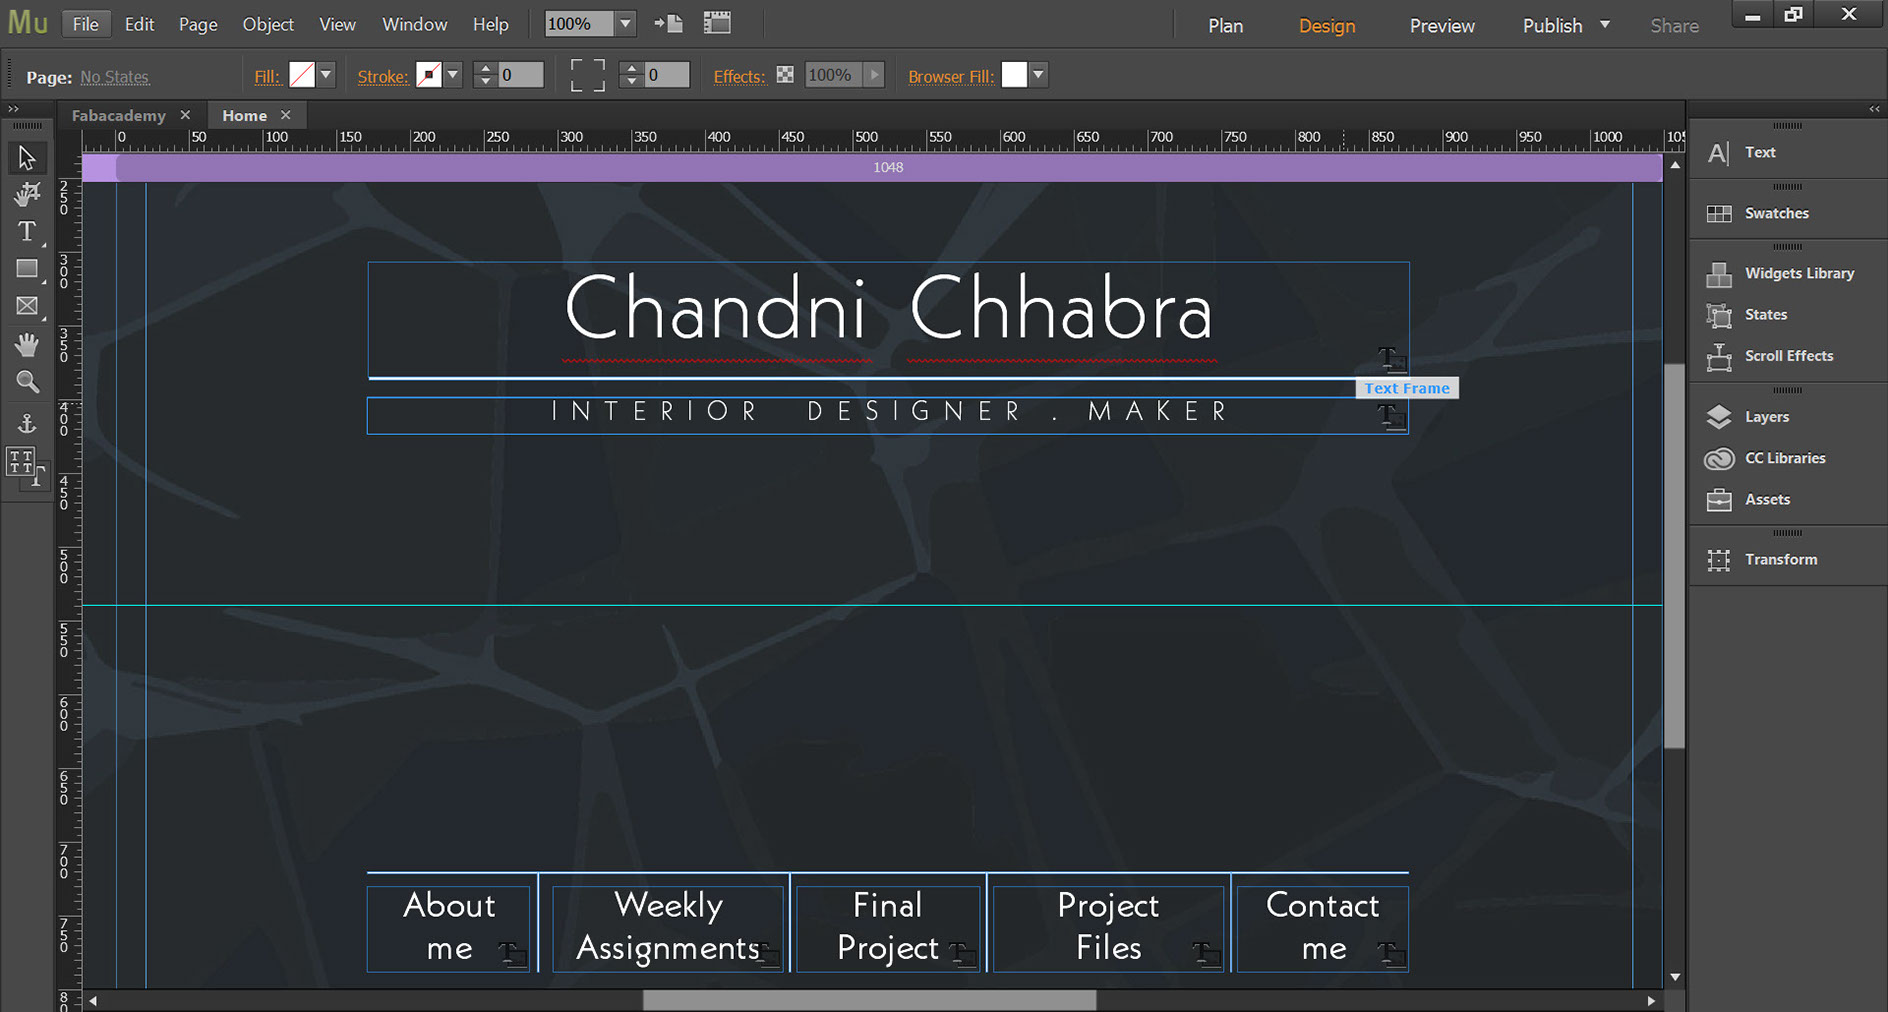 Mu File Edit Page Object View Window Help 100% Plan Design Preview Publish Share
Page: No States Fill: Stroke: 0 0 Effects: 100% Browser Fill:
Fabacademy Home
0 50 100 150 200 250 300 350 400 450 500 550 600 650 700 750 800 850 900 950 1000 105
1048
250
300
350
400
450
500
550
600
650
700
750
80
Chandni Chhabra
Text Frame
INTERIOR DESIGNER . MAKER
About
me
Weekly
Assignments
Final
Project
Project
Files
Contact
me
Text
Swatches
Widgets Library
States
Scroll Effects
Layers
CC Libraries
Assets
Transform